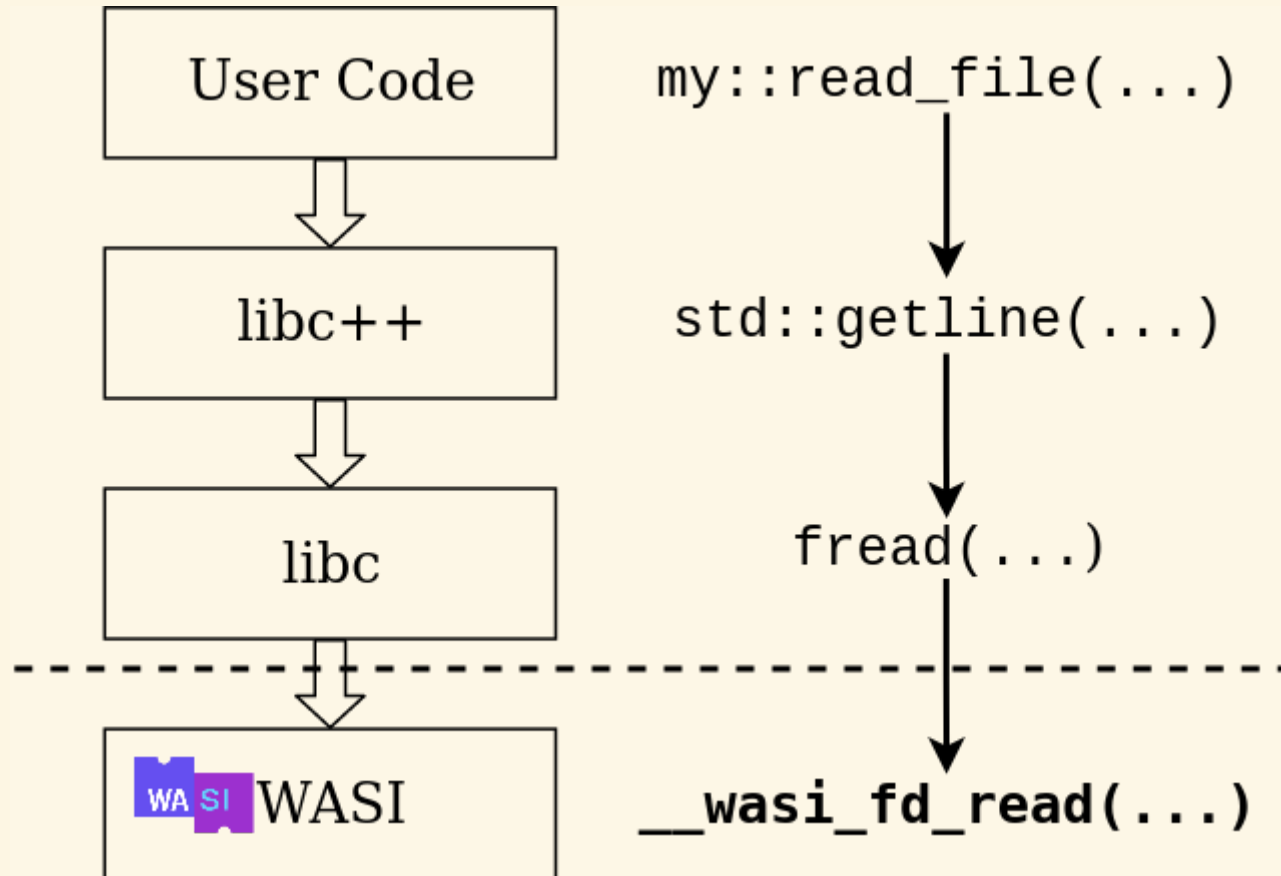 User Code
my::read_file(...)
libc++
std::getline(...)
libc
fread(...)
WA SI WASI
__wasi_fd_read(...)